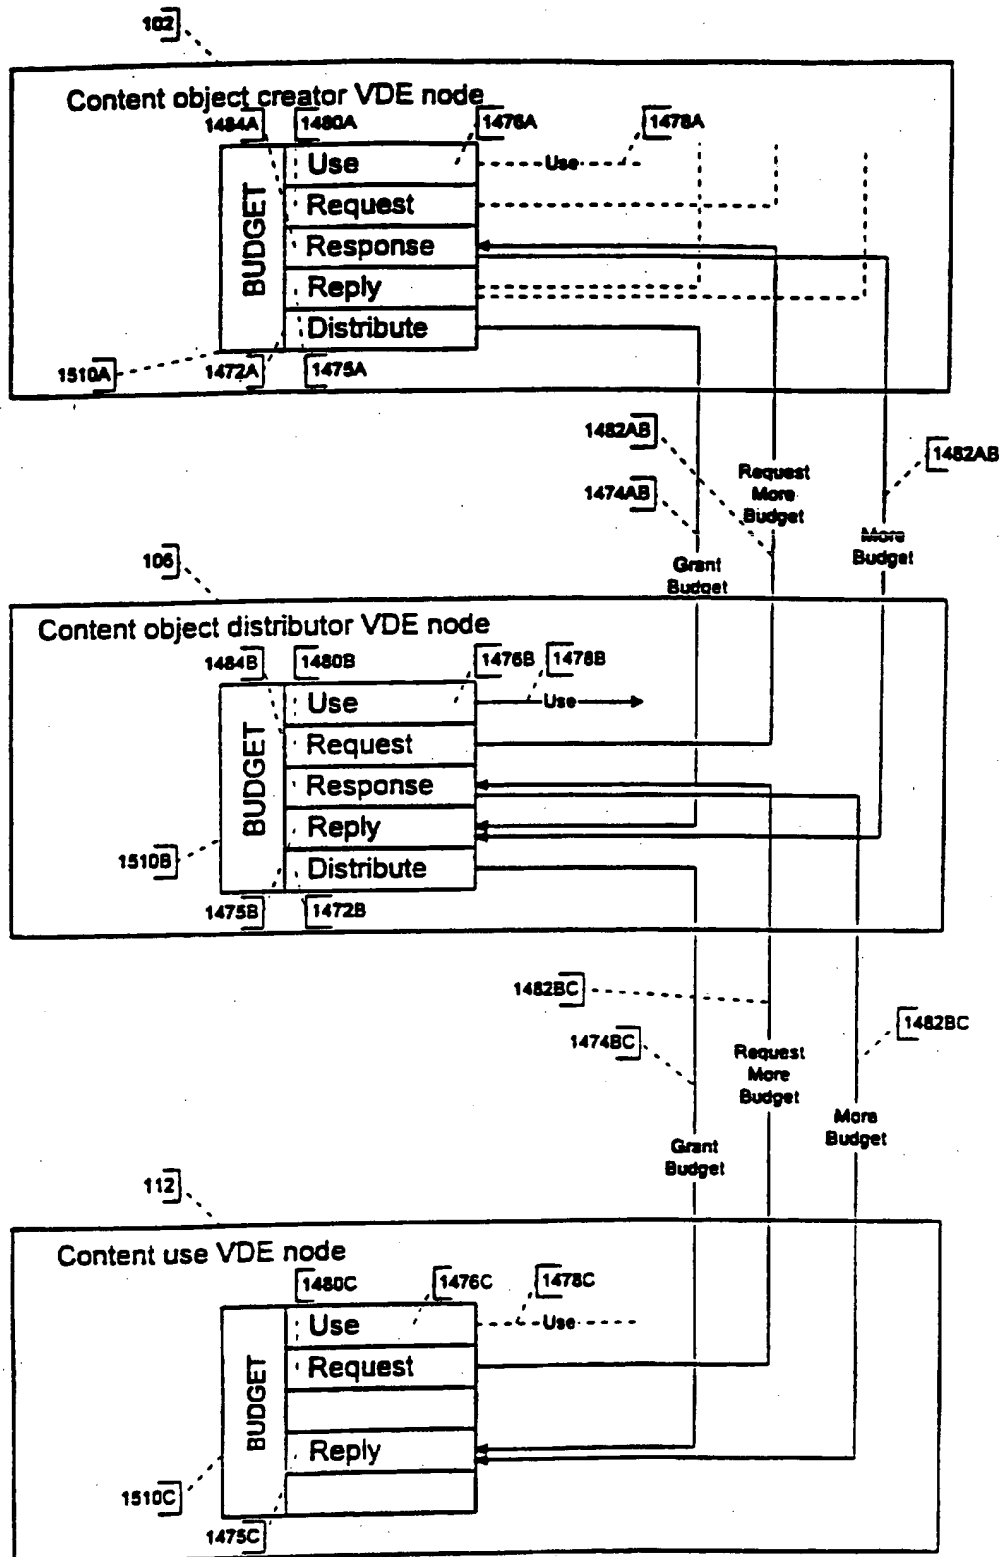 102
Content object creator VDE node
1484A
1480A
1476A
1478A
BUDGET
Use
Use
Request
Response
Reply
Distribute
1510A
1472A
1475A
1482AB
1482AB
1474AB
Request
More
Budget
More
Budget
Grant
Budget
106
Content object distributor VDE node
1484B
1480B
1476B
1478B
BUDGET
Use
Use
Request
Response
Reply
Distribute
1510B
1475B
1472B
1482BC
1482BC
1474BC
Request
More
Budget
More
Budget
Grant
Budget
112
Content use VDE node
1480C
1476C
1478C
BUDGET
Use
Use
Request
Reply
1510C
1475C